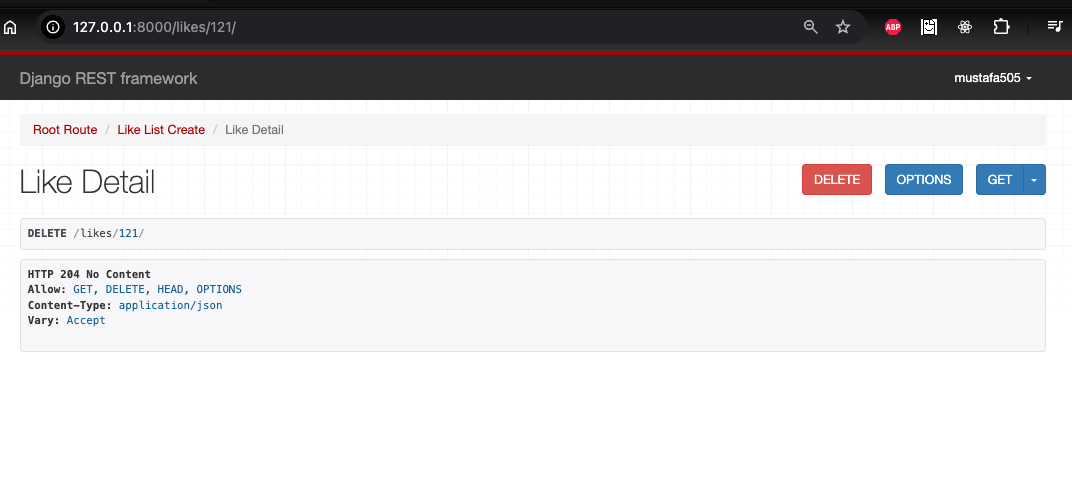 127.0.0.1:8000/likes/121/
ABP
Django REST framework
mustafa505
Root Route / Like List Create / Like Detail
Like Detail
DELETE
OPTIONS
GET
DELETE /likes/121/
HTTP 204 No Content
Allow: GET, DELETE, HEAD, OPTIONS
Content-Type: application/json
Vary: Accept